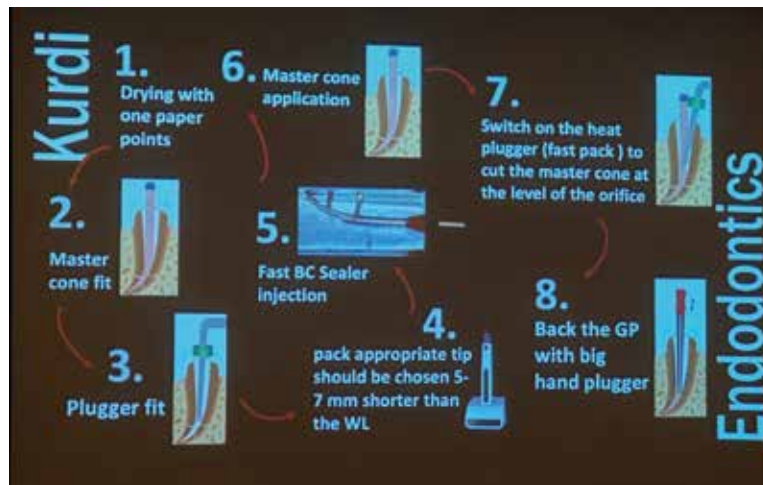 Kurdi
1.
Drying with
one paper
points
2.
Master
cone fit
3.
Plugger fit
4.
pack appropriate tip
should be chosen 5-
7 mm shorter than
the WL
5.
Fast BC Sealer
injection
6.
Master cone
application
7.
Switch on the heat
plugger (fast pack ) to
cut the master cone at
the level of the orifice
8.
Back the GP
with big
hand plugger
Endodontics